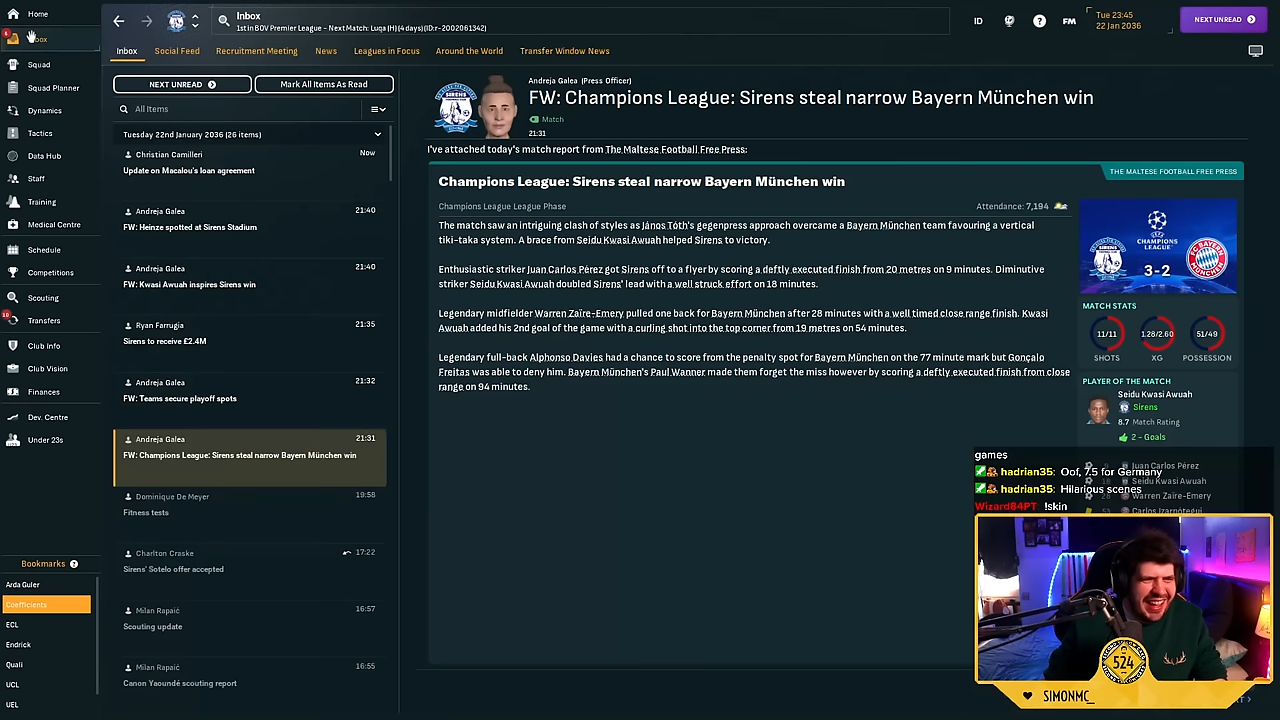 Home
Inbox
Squad
Squad Planner
Dynamics
Tactics
Data Hub
Staff
Training
Medical Centre
Schedule
Competitions
Scouting
10
Transfers
Club Info
Club Vision
Finances
Dev. Centre
Under 23s
Bookmarks
Arda Guler
Coefficients
ECL
Endrick
Quali
UCL
UEL
Inbox
1st in BOV Premier League - Next Match: Luqa (H) (4 days) (ID:r-2002061342)
ID
FM
Tue 23:45
22 Jan 2036
NEXT UNREAD
Inbox
Social Feed
Recruitment Meeting
News
Leagues in Focus
Around the World
Transfer Window News
NEXT UNREAD
Mark All Items As Read
All Items
Tuesday 22nd January 2036 (26 items)
Christian Camilleri
Now
Update on Macalou's loan agreement
Andreja Galea
21:40
FW: Heinze spotted at Sirens Stadium
Andreja Galea
21:40
FW: Kwasi Awuah inspires Sirens win
Ryan Farrugia
21:35
Sirens to receive £2.4M
Andreja Galea
21:32
FW: Teams secure playoff spots
Andreja Galea
21:31
FW: Champions League: Sirens steal narrow Bayern München win
Dominique De Meyer
19:58
Fitness tests
Charlton Craske
17:22
Sirens' Sotelo offer accepted
Milan Rapaić
16:57
Scouting update
Milan Rapaić
16:55
Canon Yaoundé scouting report
Andreja Galea (Press Officer)
FW: Champions League: Sirens steal narrow Bayern München win
Match
21:31
I've attached today's match report from The Maltese Football Free Press:
THE MALTESE FOOTBALL FREE PRESS
Champions League: Sirens steal narrow Bayern München win
Champions League League Phase
Attendance: 7,194
The match saw an intriguing clash of styles as János Tóth's gegenpress approach overcame a Bayern München team favouring a vertical
tiki-taka system. A brace from Seidu Kwasi Awuah helped Sirens to victory.
Enthusiastic striker Juan Carlos Pérez got Sirens off to a flyer by scoring a deftly executed finish from 20 metres on 9 minutes. Diminutive
striker Seidu Kwasi Awuah doubled Sirens' lead with a well struck effort on 18 minutes.
Legendary midfielder Warren Zaïre-Emery pulled one back for Bayern München after 28 minutes with a well timed close range finish. Kwasi
Awuah added his 2nd goal of the game with a curling shot into the top corner from 19 metres on 54 minutes.
Legendary full-back Alphonso Davies had a chance to score from the penalty spot for Bayern München on the 77 minute mark but Gonçalo
Freitas was able to deny him. Bayern München's Paul Wanner made them forget the miss however by scoring a deftly executed finish from close
range on 94 minutes.
UEFA
CHAMPIONS
LEAGUE
3-2
MATCH STATS
11/11
1.28/2.60
51/49
SHOTS
XG
POSSESSION
PLAYER OF THE MATCH
Seidu Kwasi Awuah
Sirens
8.7 Match Rating
2 - Goals
Juan Carlos Pérez
Seidu Kwasi Awuah
Warren Zaïre-Emery
Carlos Izarnótegui
games
hadrian35: Oof, 7.5 for Germany
hadrian35: Hilarious scenes
Wizard84PT !skin
524
SIMONMC_